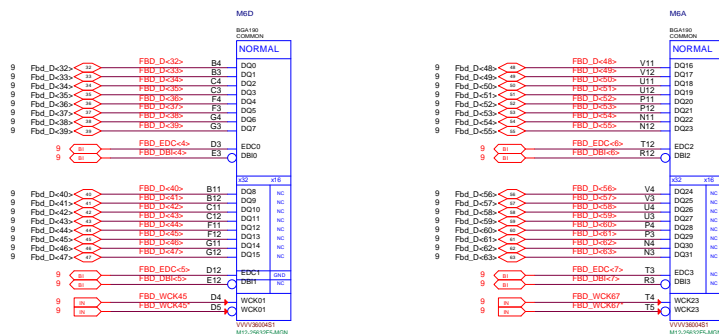 M6D
BGA190
COMMON
NORMAL
9 Fbd_D<32> 32 FBD_D<32> B4 DQ0
9 Fbd_D<33> 33 FBD_D<33> B3 DQ1
9 Fbd_D<34> 34 FBD_D<34> C4 DQ2
9 Fbd_D<35> 35 FBD_D<35> C3 DQ3
9 Fbd_D<36> 36 FBD_D<36> F4 DQ4
9 Fbd_D<37> 37 FBD_D<37> F3 DQ5
9 Fbd_D<38> 38 FBD_D<38> G4 DQ6
9 Fbd_D<39> 39 FBD_D<39> G3 DQ7
9 BI FBD_EDC<4> D3 EDC0
9 BI FBD_DBI<4> E3 DBI0
x32 x16
9 Fbd_D<40> 40 FBD_D<40> B11 DQ8 NC
9 Fbd_D<41> 41 FBD_D<41> B12 DQ9 NC
9 Fbd_D<42> 42 FBD_D<42> C11 DQ10 NC
9 Fbd_D<43> 43 FBD_D<43> C12 DQ11 NC
9 Fbd_D<44> 44 FBD_D<44> F11 DQ12 NC
9 Fbd_D<45> 45 FBD_D<45> F12 DQ13 NC
9 Fbd_D<46> 46 FBD_D<46> G11 DQ14 NC
9 Fbd_D<47> 47 FBD_D<47> G12 DQ15 NC
9 BI FBD_EDC<5> D12 EDC1 GND
9 BI FBD_DBI<5> E12 DBI1 NC
9 IN FBD_WCK45 D4 WCK01
9 IN FBD_WCK45* D5 WCK01
VVVV36004S1
M12-25632E5-MGN
M6A
BGA190
COMMON
NORMAL
9 Fbd_D<48> 48 FBD_D<48> V11 DQ16
9 Fbd_D<49> 49 FBD_D<49> V12 DQ17
9 Fbd_D<50> 50 FBD_D<50> U11 DQ18
9 Fbd_D<51> 51 FBD_D<51> U12 DQ19
9 Fbd_D<52> 52 FBD_D<52> P11 DQ20
9 Fbd_D<53> 53 FBD_D<53> P12 DQ21
9 Fbd_D<54> 54 FBD_D<54> N11 DQ22
9 Fbd_D<55> 55 FBD_D<55> N12 DQ23
9 BI FBD_EDC<6> T12 EDC2
9 BI FBD_DBI<6> R12 DBI2
x32 x16
9 Fbd_D<56> 56 FBD_D<56> V4 DQ24 NC
9 Fbd_D<57> 57 FBD_D<57> V3 DQ25 NC
9 Fbd_D<58> 58 FBD_D<58> U4 DQ26 NC
9 Fbd_D<59> 59 FBD_D<59> U3 DQ27 NC
9 Fbd_D<60> 60 FBD_D<60> P4 DQ28 NC
9 Fbd_D<61> 61 FBD_D<61> P3 DQ29 NC
9 Fbd_D<62> 62 FBD_D<62> N4 DQ30 NC
9 Fbd_D<63> 63 FBD_D<63> N3 DQ31 NC
9 BI FBD_EDC<7> T3 EDC3
9 BI FBD_DBI<7> R3 DBI3 NC
9 IN FBD_WCK67 T4 WCK23
9 IN FBD_WCK67* T5 WCK23
VVVV36004S1